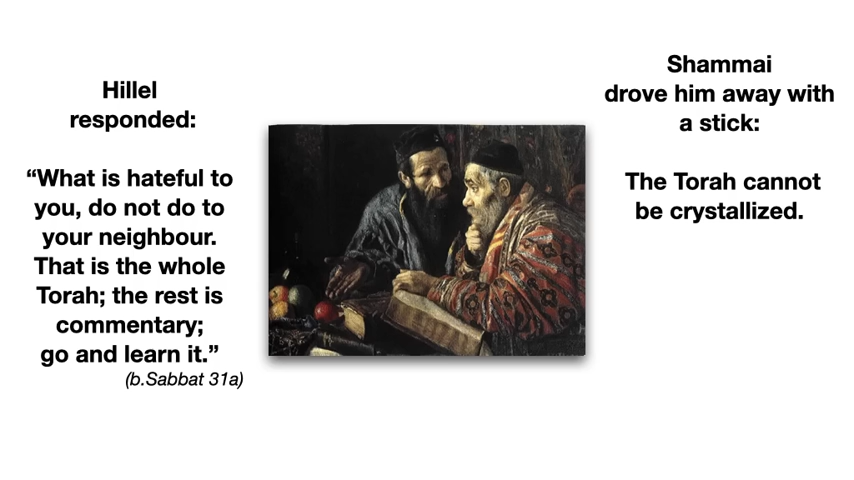 Hillel
responded:
“What is hateful to
you, do not do to
your neighbour.
That is the whole
Torah; the rest is
commentary;
go and learn it.”
(b.Sabbat 31a)
Shammai
drove him away with
a stick:
The Torah cannot
be crystallized.